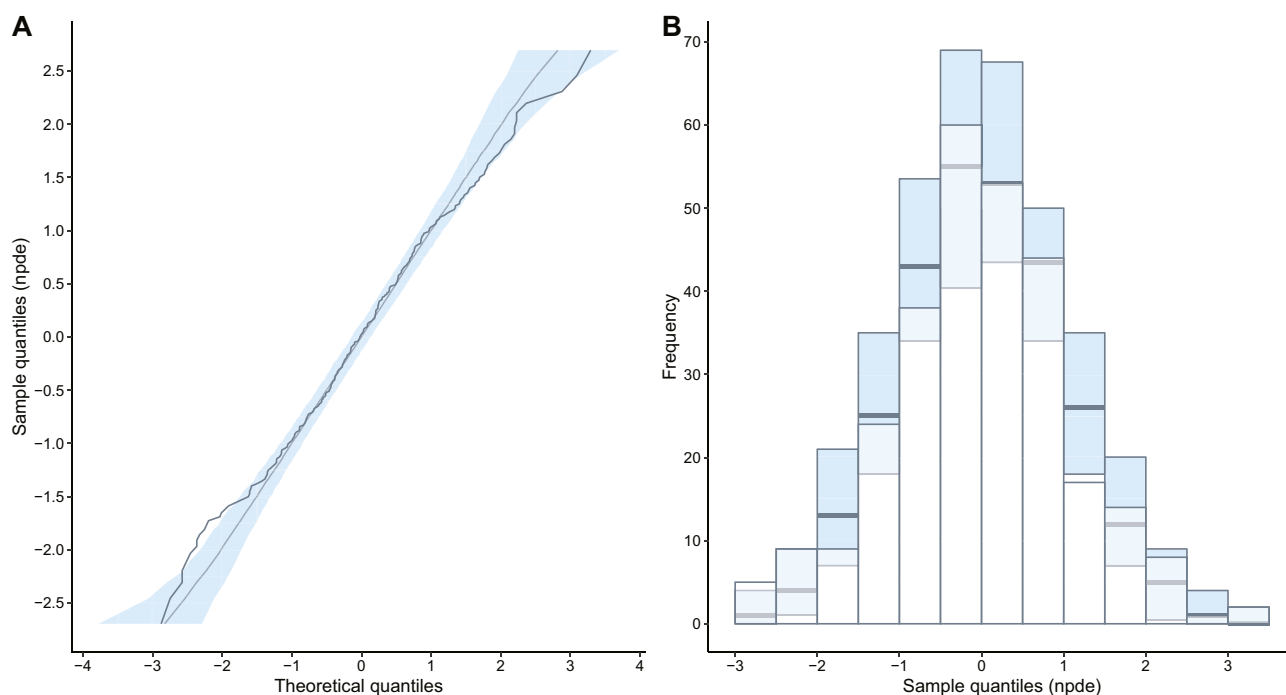 A
2.5
2.0
1.5
1.0
0.5
0.0
−0.5
−1.0
−1.5
−2.0
−2.5
Sample quantiles (npde)
−4 −3 −2 −1 0 1 2 3 4
Theoretical quantiles
B
70
60
50
40
30
20
10
0
Frequency
−3 −2 −1 0 1 2 3
Sample quantiles (npde)